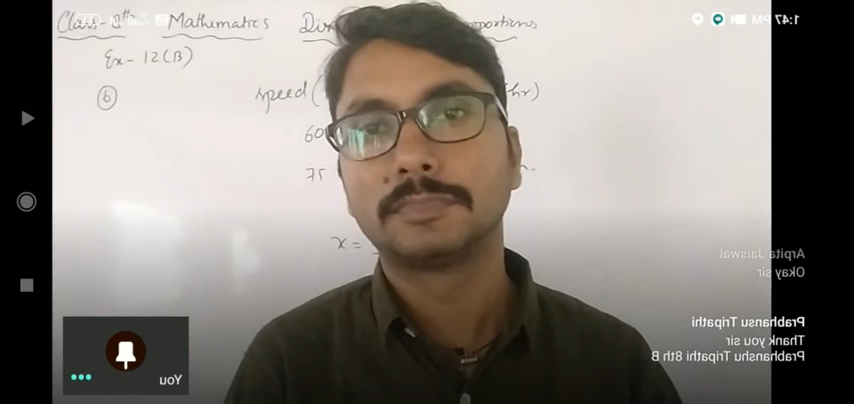 1:47 PM
Class- 8th Mathematics
Ex- 12(B)
6
speed (
/hr)
60
75
x =
Arpita Jaiswal
Okay sir
Prabhansu Tripathi
Thank you sir
Prabhanshu Tripathi 8th B
You